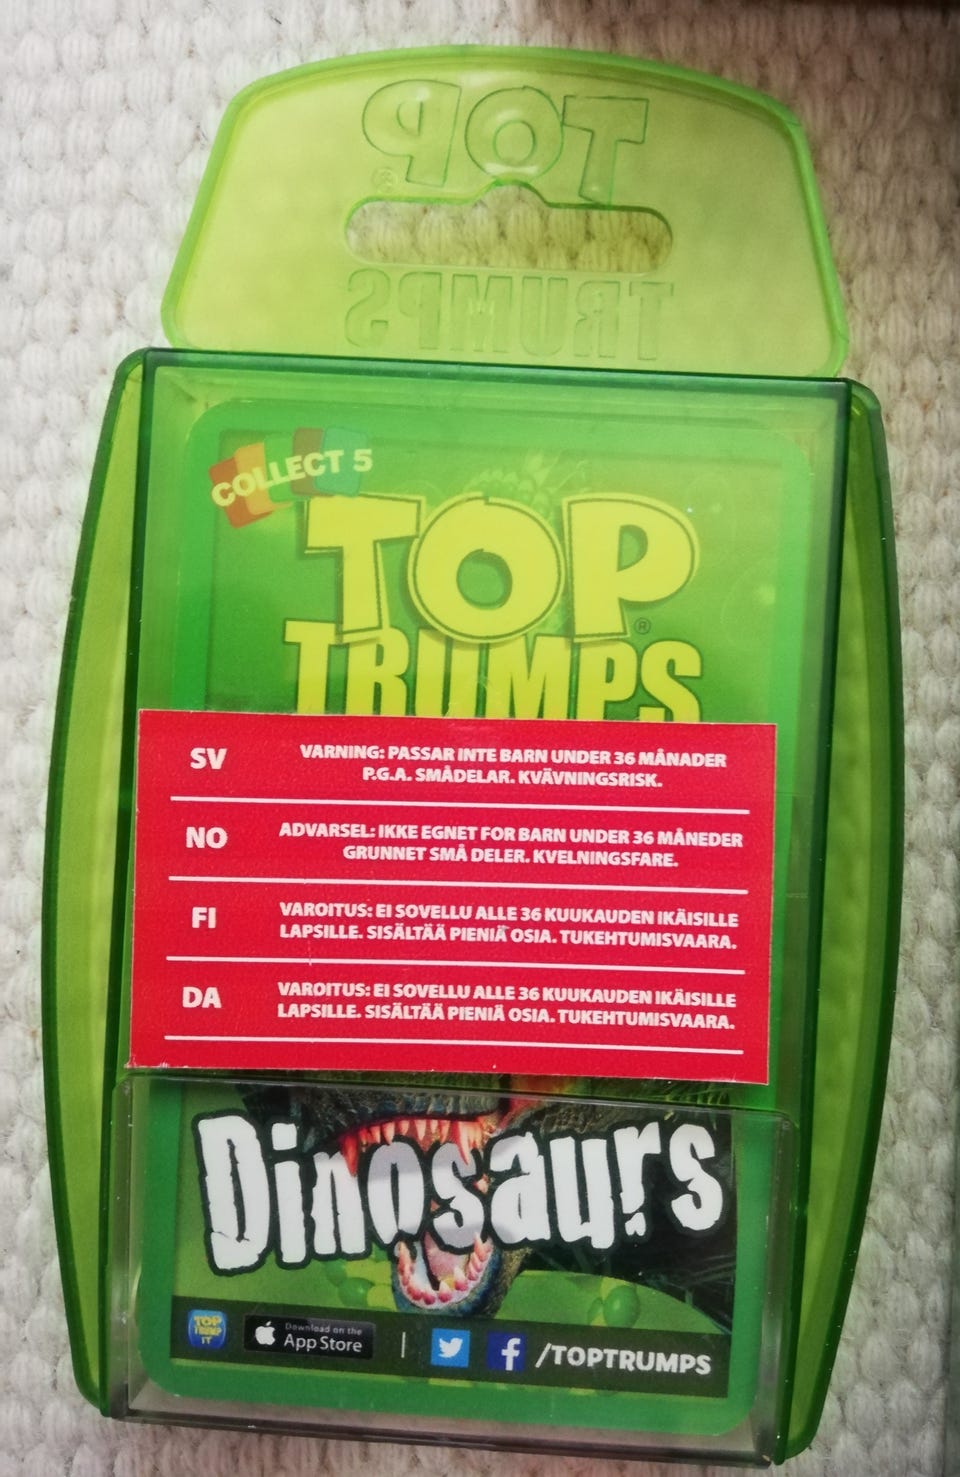 TOP
®
TRUMPS
COLLECT 5
TOP
®
TRUMPS
SV VARNING: PASSAR INTE BARN UNDER 36 MÅNADER
P.G.A. SMÅDELAR. KVÄVNINGSRISK.
NO ADVARSEL: IKKE EGNET FOR BARN UNDER 36 MÅNEDER
GRUNNET SMÅ DELER. KVELNINGSFARE.
FI VAROITUS: EI SOVELLU ALLE 36 KUUKAUDEN IKÄISILLE
LAPSILLE. SISÄLTÄÄ PIENIÄ OSIA. TUKEHTUMISVAARA.
DA VAROITUS: EI SOVELLU ALLE 36 KUUKAUDEN IKÄISILLE
LAPSILLE. SISÄLTÄÄ PIENIÄ OSIA. TUKEHTUMISVAARA.
Dinosaurs
TOP
TRUMP
IT
Download on the
App Store
/TOPTRUMPS